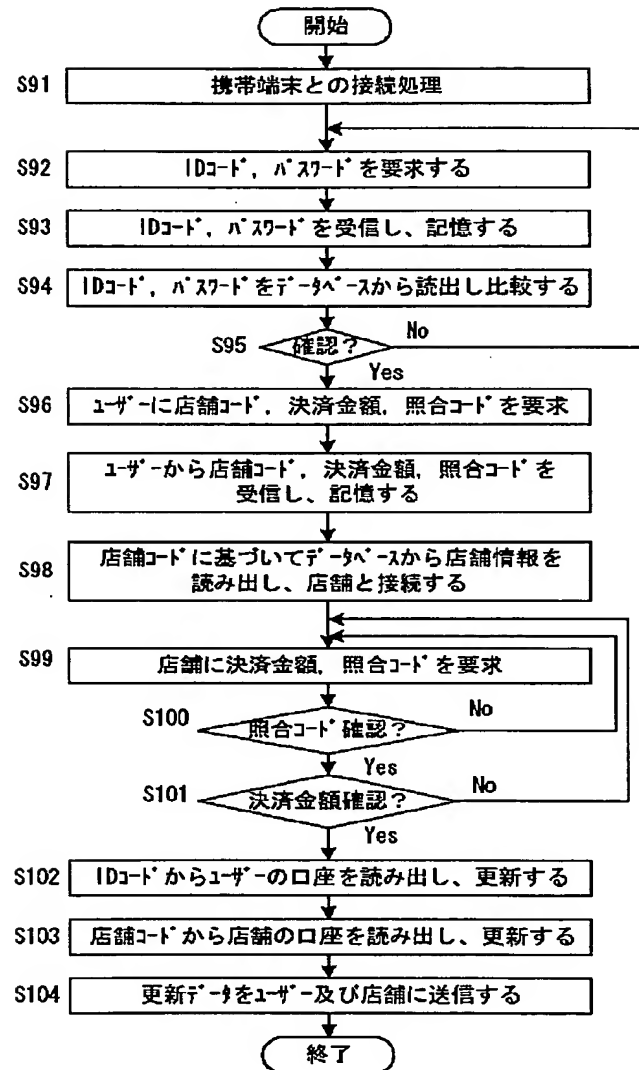 開始
S91 携帯端末との接続処理
S92 IDｺｰﾄﾞ，ﾊﾟｽﾜｰﾄﾞを要求する
S93 IDｺｰﾄﾞ，ﾊﾟｽﾜｰﾄﾞを受信し、記憶する
S94 IDｺｰﾄﾞ，ﾊﾟｽﾜｰﾄﾞをﾃﾞｰﾀﾍﾞｰｽから読出し比較する
S95 確認？ No
Yes
S96 ﾕｰｻﾞｰに店舗ｺｰﾄﾞ，決済金額，照合ｺｰﾄﾞを要求
S97 ﾕｰｻﾞｰから店舗ｺｰﾄﾞ，決済金額，照合ｺｰﾄﾞを
受信し、記憶する
S98 店舗ｺｰﾄﾞに基づいてﾃﾞｰﾀﾍﾞｰｽから店舗情報を
読み出し、店舗と接続する
S99 店舗に決済金額，照合ｺｰﾄﾞを要求
S100 照合ｺｰﾄﾞ確認？ No
Yes
S101 決済金額確認？ No
Yes
S102 IDｺｰﾄﾞからﾕｰｻﾞｰの口座を読み出し、更新する
S103 店舗ｺｰﾄﾞから店舗の口座を読み出し、更新する
S104 更新ﾃﾞｰﾀをﾕｰｻﾞｰ及び店舗に送信する
終了